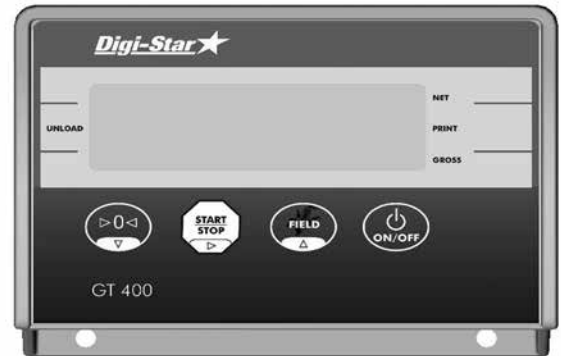 Digi-Star
NET
UNLOAD
PRINT
GROSS
0
START
STOP
FIELD
ON/OFF
GT 400